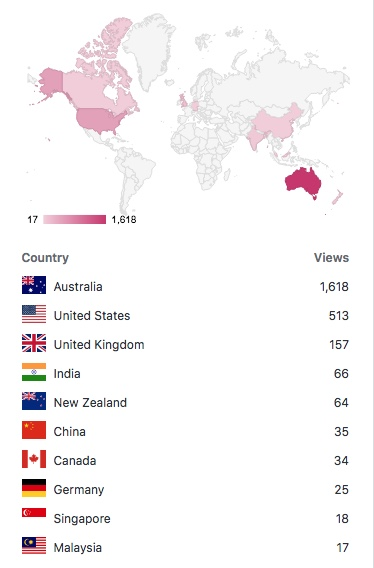 17 1,618
Country Views
Australia 1,618
United States 513
United Kingdom 157
India 66
New Zealand 64
China 35
Canada 34
Germany 25
Singapore 18
Malaysia 17